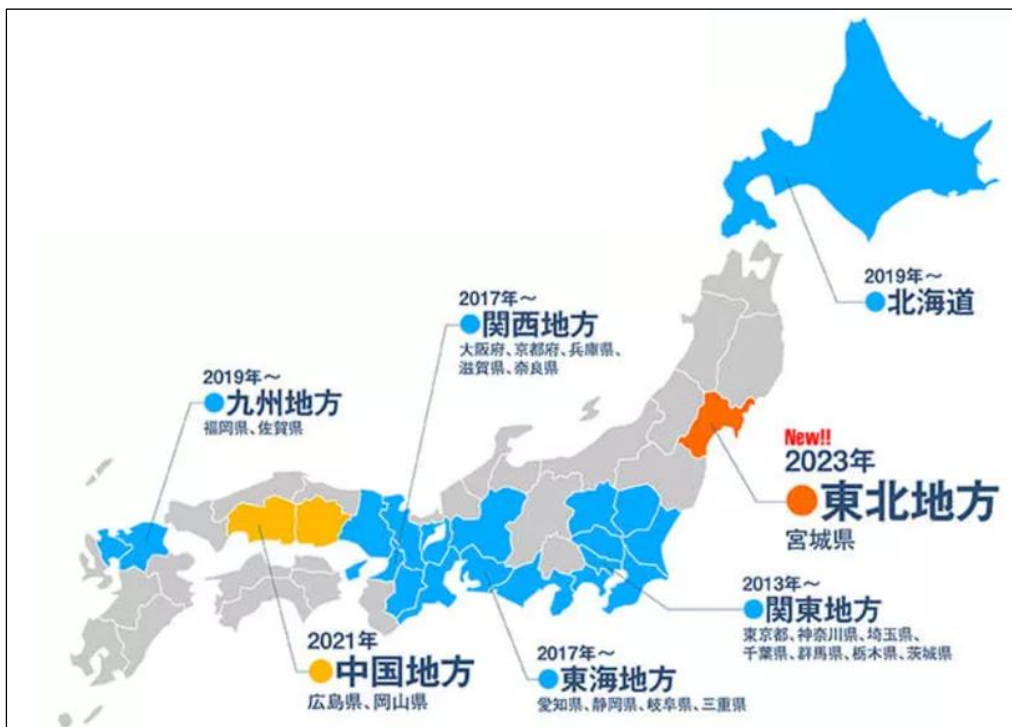 2019年～
北海道
2017年～
関西地方
大阪府、京都府、兵庫県、
滋賀県、奈良県
2019年～
九州地方
福岡県、佐賀県
New!!
2023年
東北地方
宮城県
2013年～
関東地方
東京都、神奈川県、埼玉県、
千葉県、群馬県、栃木県、茨城県
2021年
中国地方
広島県、岡山県
2017年～
東海地方
愛知県、静岡県、岐阜県、三重県